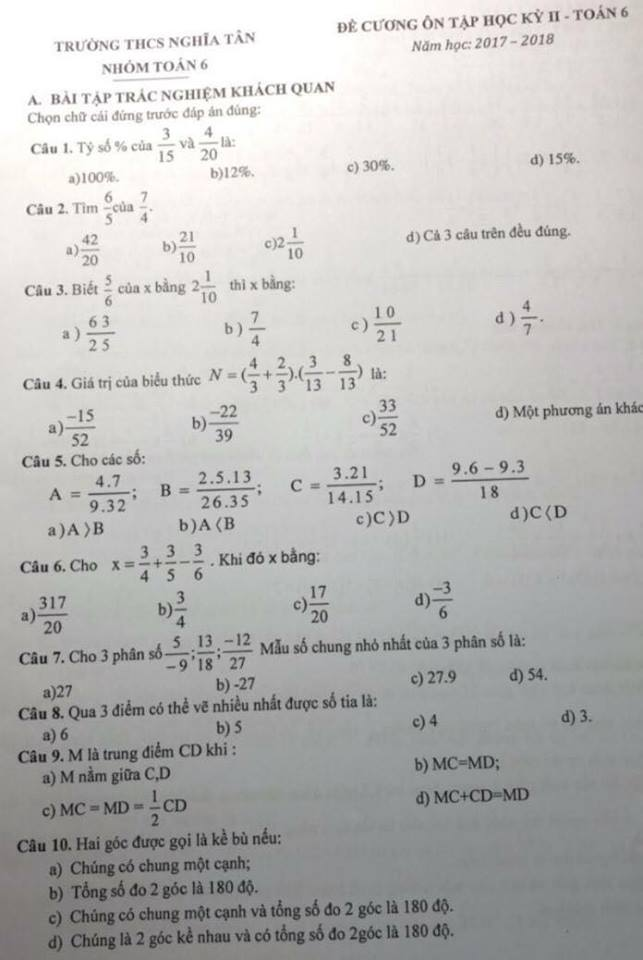 TRƯỜNG THCS NGHĨA TÂN
NHÓM TOÁN 6
ĐỀ CƯƠNG ÔN TẬP HỌC KỲ II - TOÁN 6
Năm học: 2017 – 2018
A. BÀI TẬP TRẮC NGHIỆM KHÁCH QUAN
Chọn chữ cái đứng trước đáp án đúng:
Câu 1. Tỷ số % của 3/15 và 4/20 là:
a)100%. b)12%. c) 30%. d) 15%.
Câu 2. Tìm 6/5 của 7/4.
a) 42/20 b) 21/10 c)2 1/10 d) Cả 3 câu trên đều đúng.
Câu 3. Biết 5/6 của x bằng 2 1/10 thì x bằng:
a ) 63/25 b ) 7/4 c ) 10/21 d ) 4/7.
Câu 4. Giá trị của biểu thức N = (4/3 + 2/3).(3/13 − 8/13) là:
a) −15/52 b) −22/39 c) 33/52 d) Một phương án khác
Câu 5. Cho các số:
A = 4.7/9.32; B = 2.5.13/26.35; C = 3.21/14.15; D = 9.6 − 9.3/18
a )A 〉B b )A 〈B c )C 〉D d )C 〈D
Câu 6. Cho x = 3/4 + 3/5 − 3/6 . Khi đó x bằng:
a) 317/20 b) 3/4 c) 17/20 d) −3/6
Câu 7. Cho 3 phân số 5/−9; 13/18; −12/27 Mẫu số chung nhỏ nhất của 3 phân số là:
a)27 b) -27 c) 27.9 d) 54.
Câu 8. Qua 3 điểm có thể vẽ nhiều nhất được số tia là:
a) 6 b) 5 c) 4 d) 3.
Câu 9. M là trung điểm CD khi :
a) M nằm giữa C,D b) MC=MD;
c) MC = MD = 1/2 CD d) MC+CD=MD
Câu 10. Hai góc được gọi là kề bù nếu:
a) Chúng có chung một cạnh;
b) Tổng số đo 2 góc là 180 độ.
c) Chúng có chung một cạnh và tổng số đo 2 góc là 180 độ.
d) Chúng là 2 góc kề nhau và có tổng số đo 2góc là 180 độ.